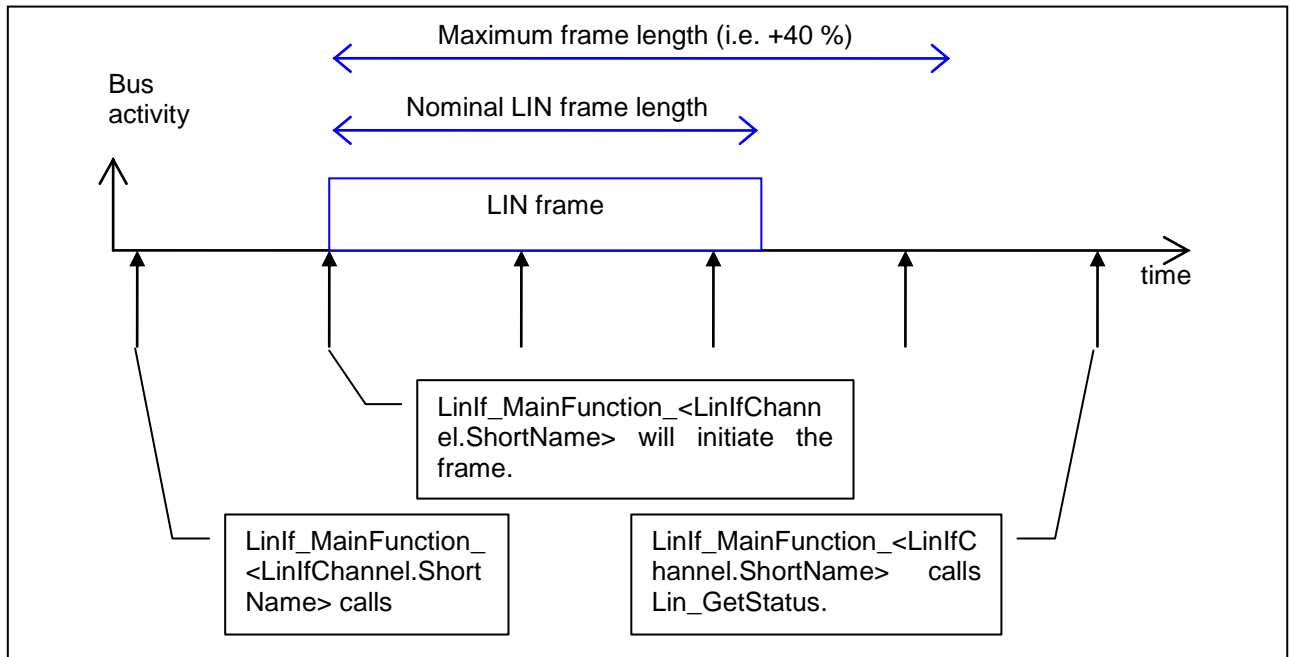 Maximum frame length (i.e. +40 %)
Bus
activity
Nominal LIN frame length
LIN frame
time
LinIf_MainFunction_<LinIfChann
el.ShortName> will initiate the
frame.
LinIf_MainFunction_
<LinIfChannel.Short
Name> calls
LinIf_MainFunction_<LinIfC
hannel.ShortName> calls
Lin_GetStatus.